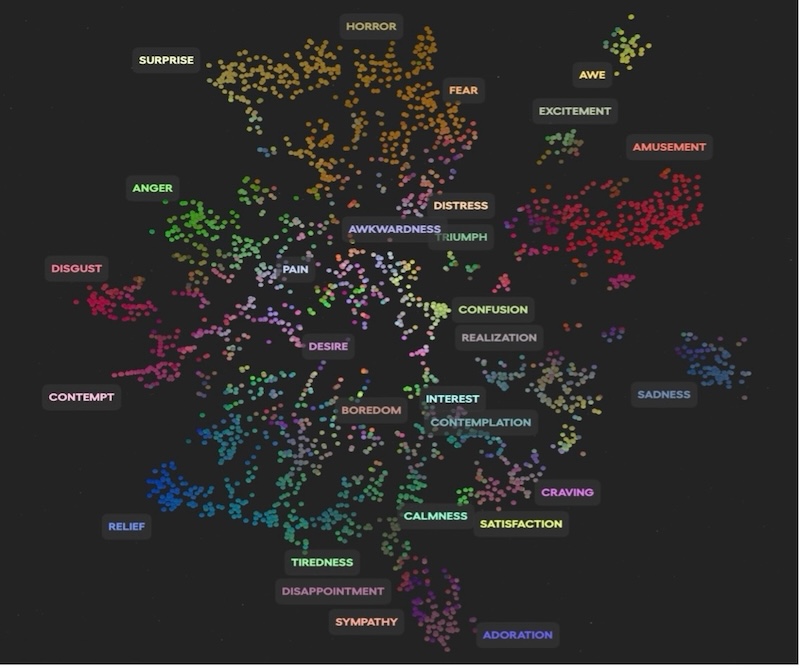 HORROR
SURPRISE
AWE
FEAR
EXCITEMENT
AMUSEMENT
ANGER
DISTRESS
AWKWARDNESS
TRIUMPH
DISGUST
PAIN
CONFUSION
REALIZATION
DESIRE
SADNESS
CONTEMPT
INTEREST
BOREDOM
CONTEMPLATION
CRAVING
CALMNESS
SATISFACTION
RELIEF
TIREDNESS
DISAPPOINTMENT
SYMPATHY
ADORATION